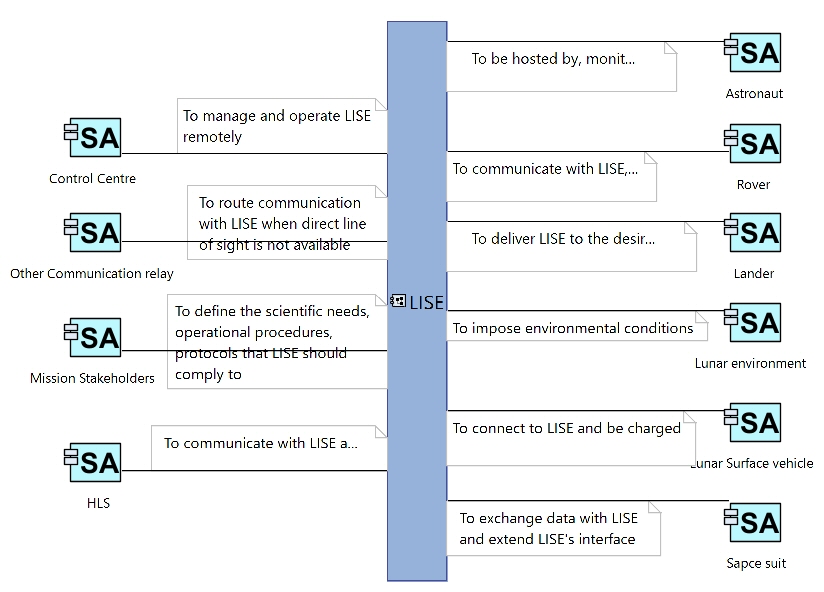 SA
Control Centre
To manage and operate LISE
remotely
SA
Other Communication relay
To route communication
with LISE when direct line
of sight is not available
SA
Mission Stakeholders
To define the scientific needs,
operational procedures,
protocols that LISE should
comply to
SA
HLS
To communicate with LISE a...
LISE
To be hosted by, monit...
SA
Astronaut
To communicate with LISE,...
SA
Rover
To deliver LISE to the desir...
SA
Lander
To impose environmental conditions
SA
Lunar environment
To connect to LISE and be charged
SA
Lunar Surface vehicle
To exchange data with LISE
and extend LISE's interface
SA
Sapce suit